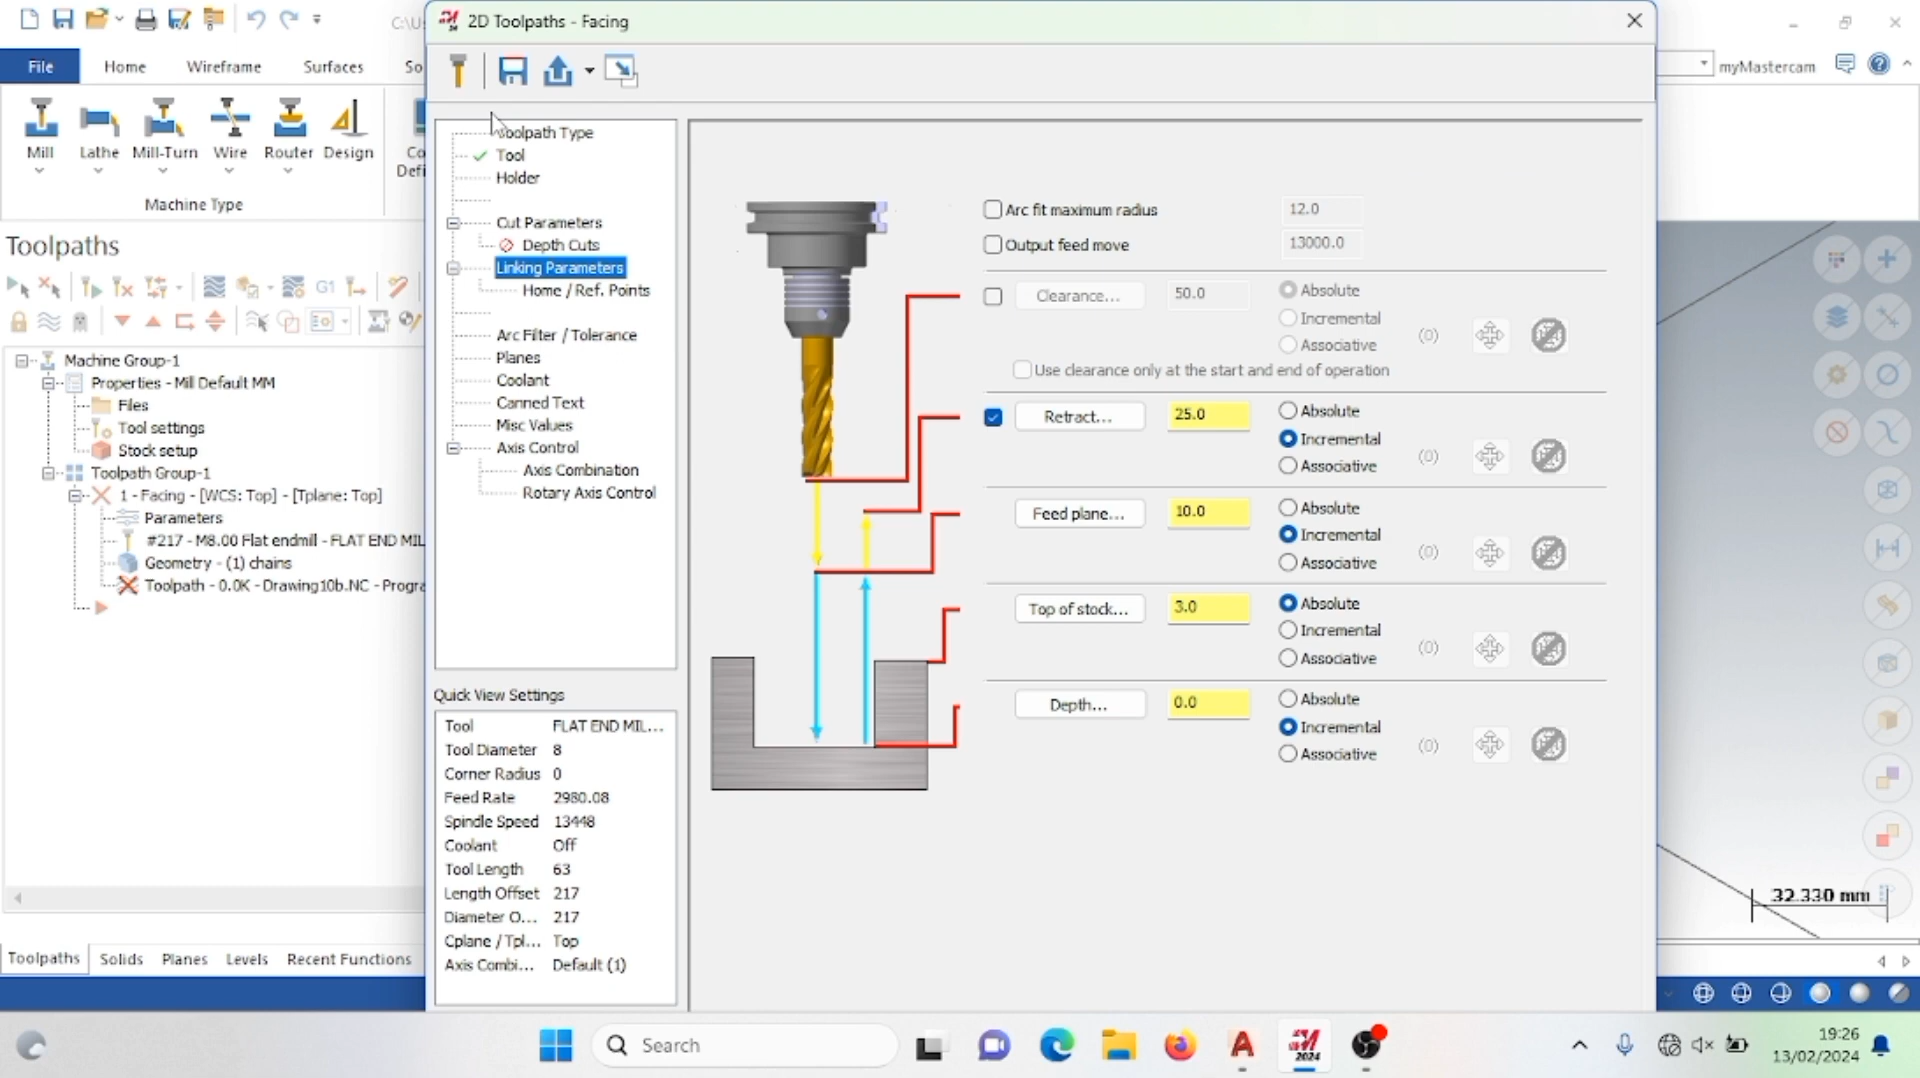 2D Toolpaths - Facing
C:\U
File
Home
Wireframe
Surfaces
So
myMastercam
Mill
Lathe
Mill-Turn
Wire
Router
Design
Co
Defi
Machine Type
Toolpaths
G1
Machine Group-1
Properties - Mill Default MM
Files
Tool settings
Stock setup
Toolpath Group-1
1 - Facing - [WCS: Top] - [Tplane: Top]
Parameters
#217 - M8.00 Flat endmill - FLAT END MIL
Geometry - (1) chains
Toolpath - 0.0K - Drawing10b.NC - Progra
Toolpaths
Solids
Planes
Levels
Recent Functions
Toolpath Type
Tool
Holder
Cut Parameters
Depth Cuts
Linking Parameters
Home / Ref. Points
Arc Filter / Tolerance
Planes
Coolant
Canned Text
Misc Values
Axis Control
Axis Combination
Rotary Axis Control
Quick View Settings
Tool FLAT END MIL...
Tool Diameter 8
Corner Radius 0
Feed Rate 2980.08
Spindle Speed 13448
Coolant Off
Tool Length 63
Length Offset 217
Diameter O... 217
Cplane / Tpl... Top
Axis Combi... Default (1)
Arc fit maximum radius 12.0
Output feed move 13000.0
Clearance... 50.0
Absolute
Incremental
Associative
(0)
Use clearance only at the start and end of operation
Retract... 25.0
Absolute
Incremental
Associative
(0)
Feed plane... 10.0
Absolute
Incremental
Associative
(0)
Top of stock... 3.0
Absolute
Incremental
Associative
(0)
Depth... 0.0
Absolute
Incremental
Associative
(0)
32.330 mm
Search
2024
19:26
13/02/2024